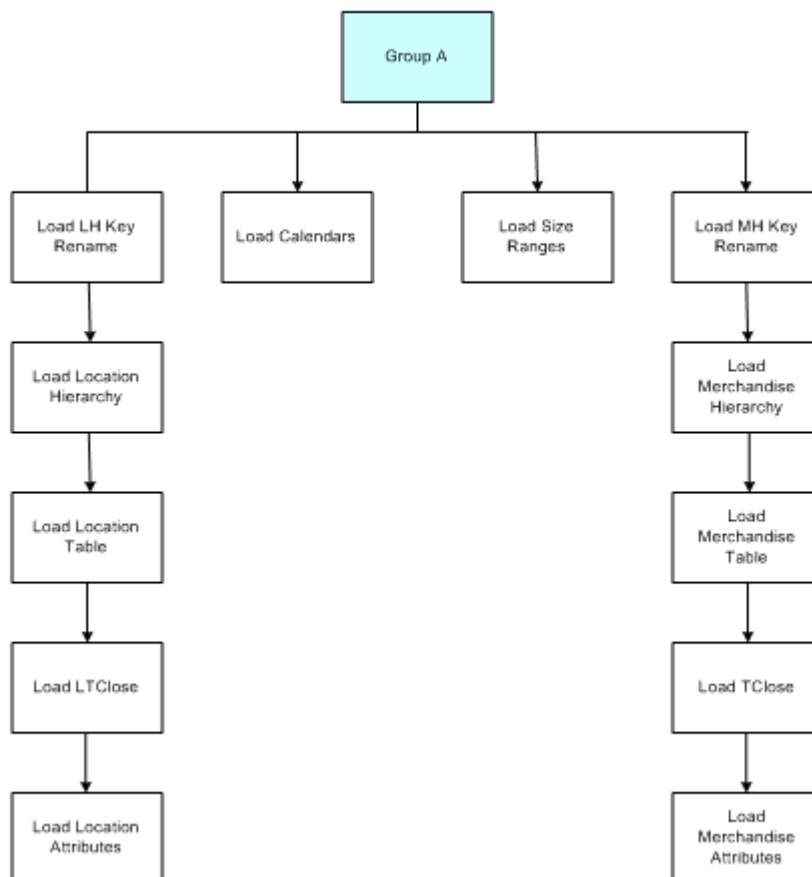 Group A
Load LH Key
Rename
Load Calendars
Load Size
Ranges
Load MH Key
Rename
Load Location
Hierarchy
Load
Merchandise
Hierarchy
Load Location
Table
Load
Merchandise
Table
Load LTClose
Load TClose
Load Location
Attributes
Load
Merchandise
Attributes